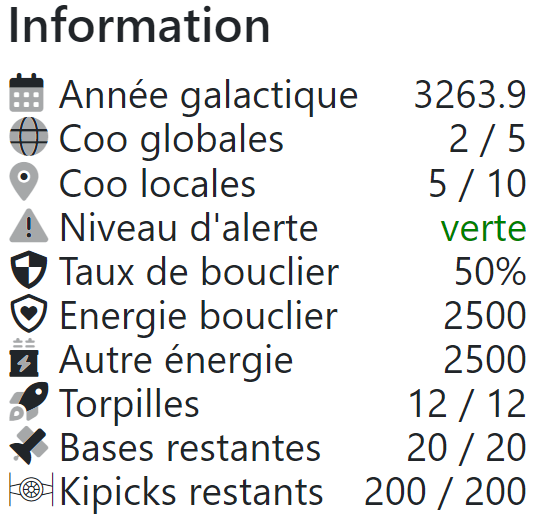 Information
Année galactique 3263.9
Coo globales 2 / 5
Coo locales 5 / 10
Niveau d'alerte verte
Taux de bouclier 50%
Energie bouclier 2500
Autre énergie 2500
Torpilles 12 / 12
Bases restantes 20 / 20
Kipicks restants 200 / 200